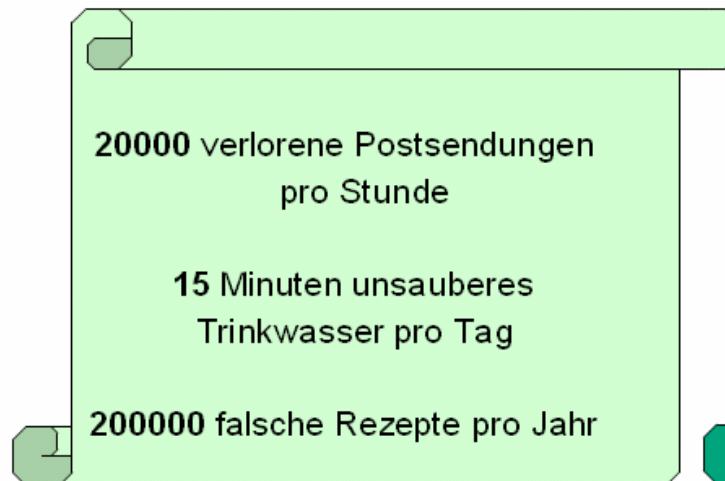 20000 verlorene Postsendungen
pro Stunde
15 Minuten unsauberes
Trinkwasser pro Tag
200000 falsche Rezepte pro Jahr